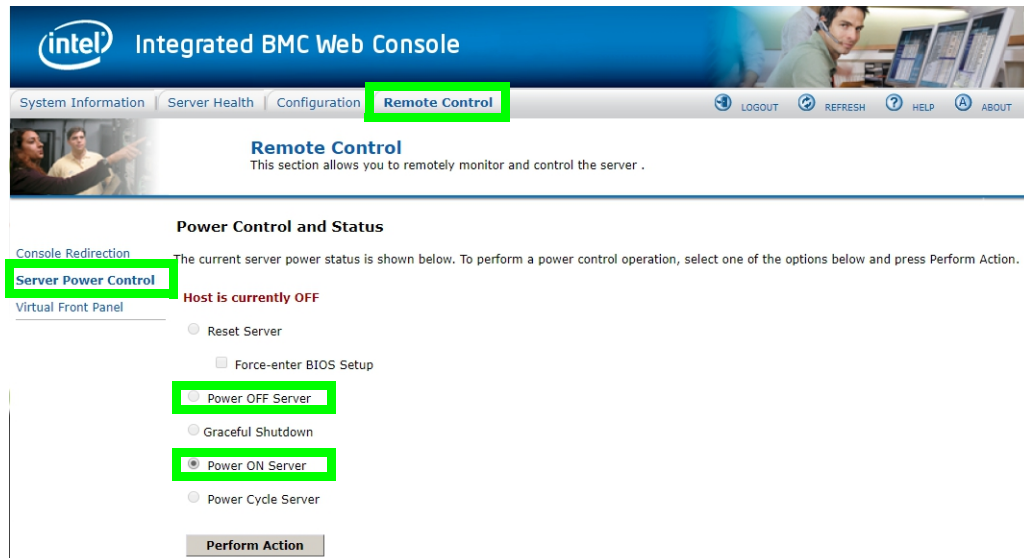 intel Integrated BMC Web Console
System Information Server Health Configuration Remote Control LOGOUT REFRESH HELP ABOUT
Remote Control
This section allows you to remotely monitor and control the server .
Power Control and Status
Console Redirection
The current server power status is shown below. To perform a power control operation, select one of the options below and press Perform Action.
Server Power Control
Host is currently OFF
Virtual Front Panel
Reset Server
Force-enter BIOS Setup
Power OFF Server
Graceful Shutdown
Power ON Server
Power Cycle Server
Perform Action